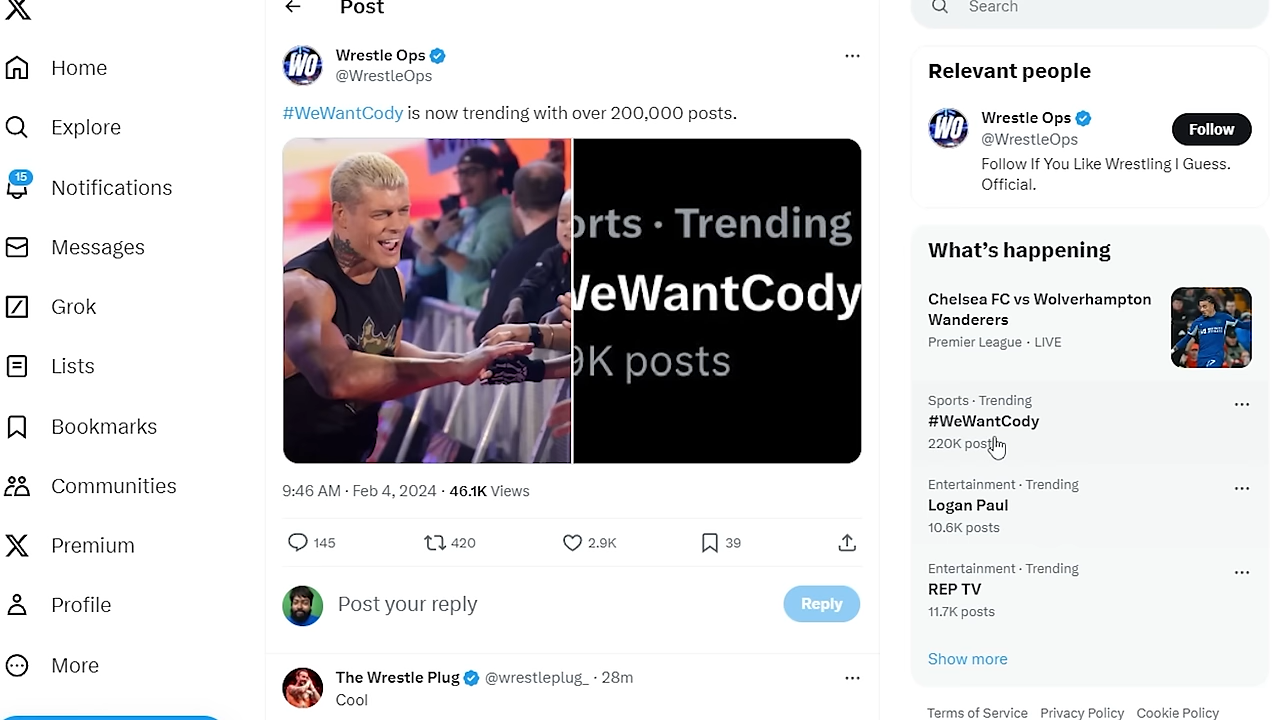 Home
Explore
15
Notifications
Messages
Grok
Lists
Bookmarks
Communities
Premium
Profile
More
Post
WO
Wrestle Ops
@WrestleOps
#WeWantCody is now trending with over 200,000 posts.
orts · Trending
WeWantCody
9K posts
9:46 AM · Feb 4, 2024 · 46.1K Views
145
420
2.9K
39
Post your reply
Reply
The Wrestle Plug @wrestleplug_ · 28m
Cool
Search
Relevant people
WO
Wrestle Ops
@WrestleOps
Follow
Follow If You Like Wrestling I Guess.
Official.
What's happening
Chelsea FC vs Wolverhampton
Wanderers
Premier League · LIVE
Sports · Trending
#WeWantCody
220K posts
Entertainment · Trending
Logan Paul
10.6K posts
Entertainment · Trending
REP TV
11.7K posts
Show more
Terms of Service Privacy Policy Cookie Policy